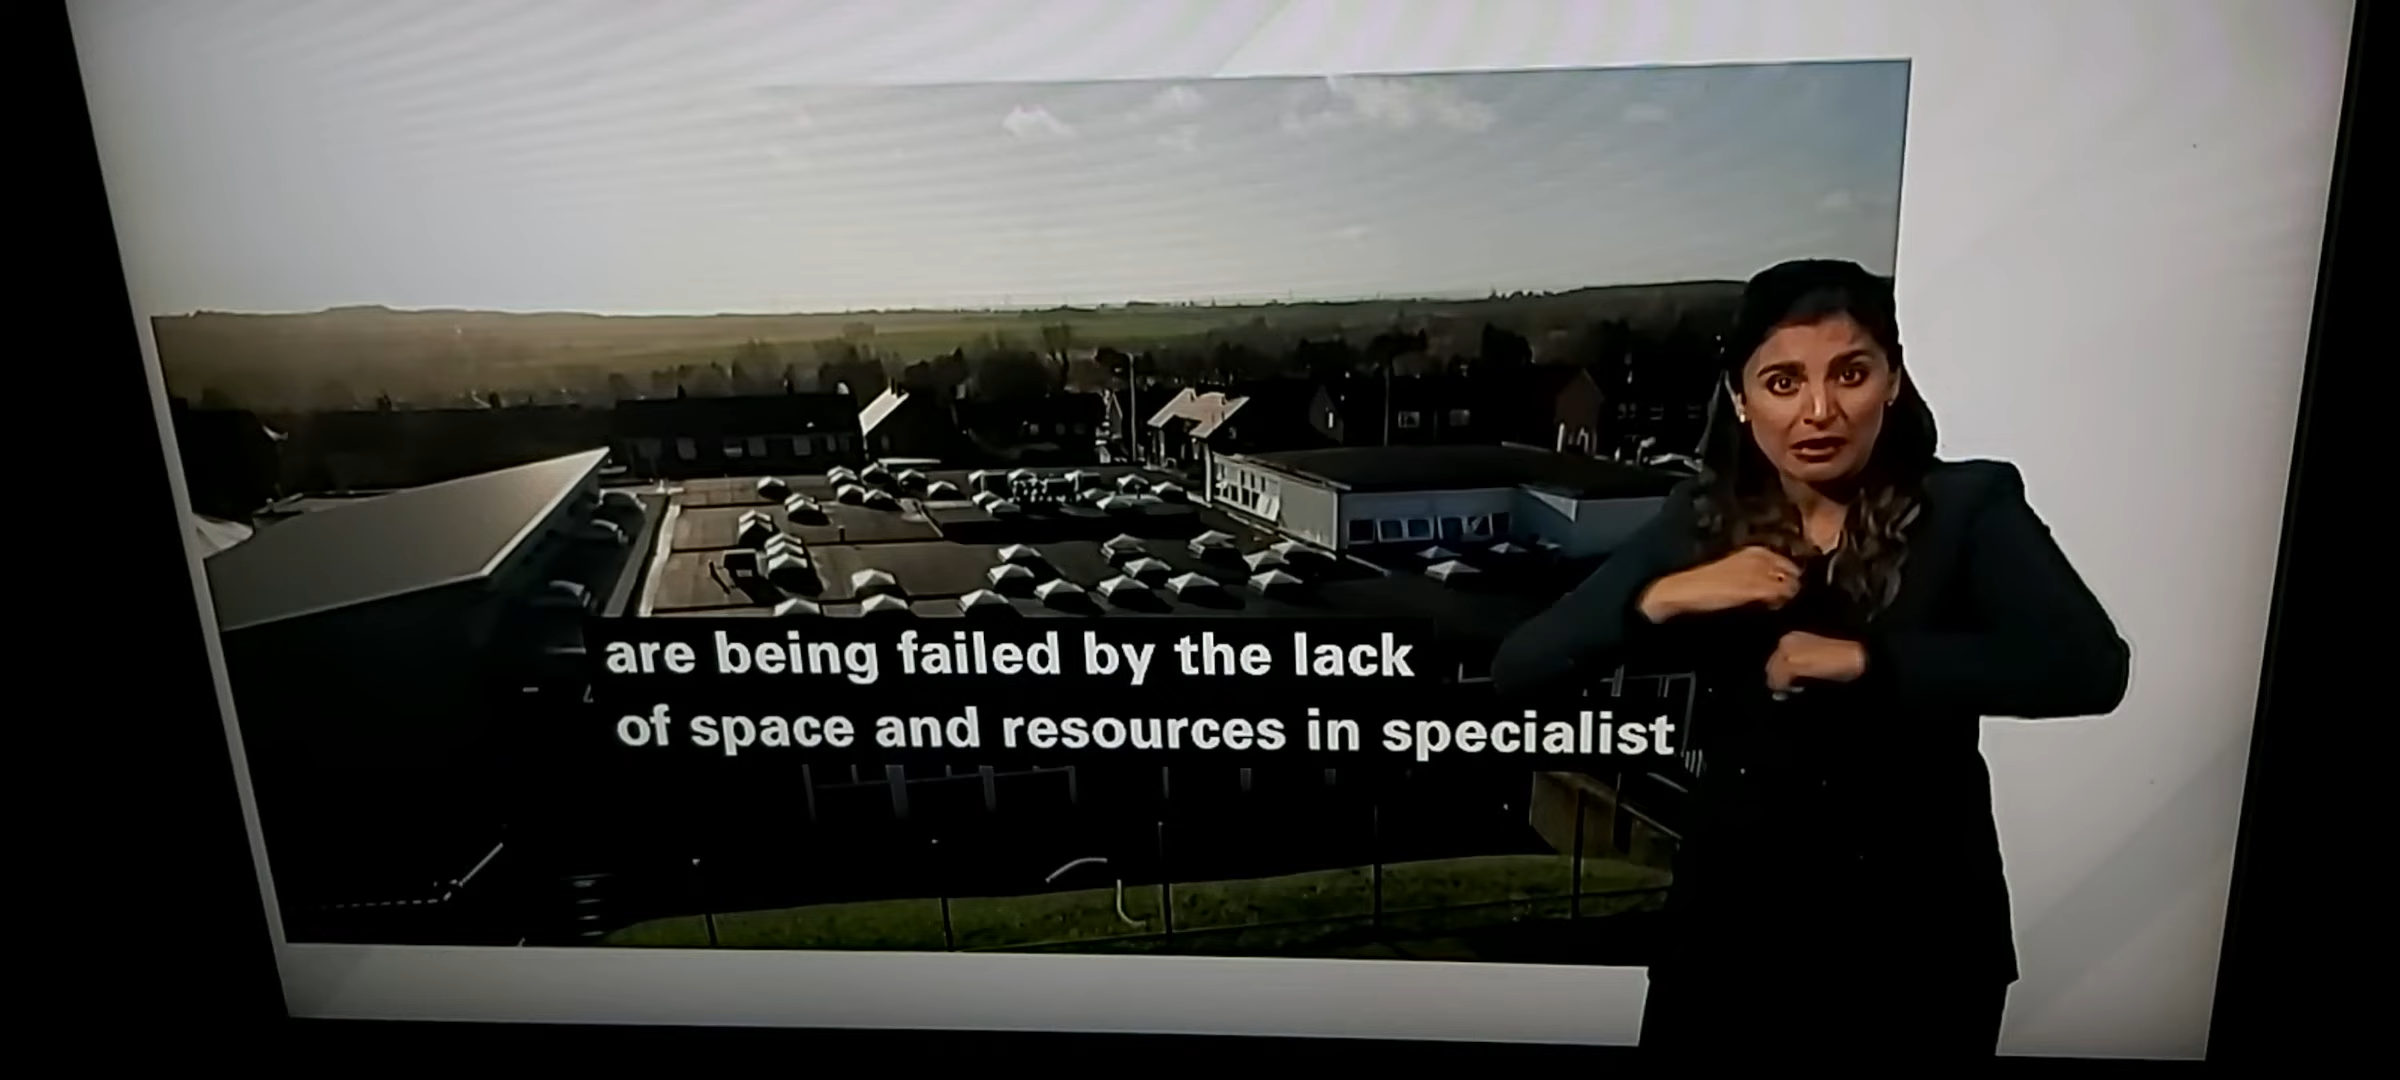 are being failed by the lack
of space and resources in specialist